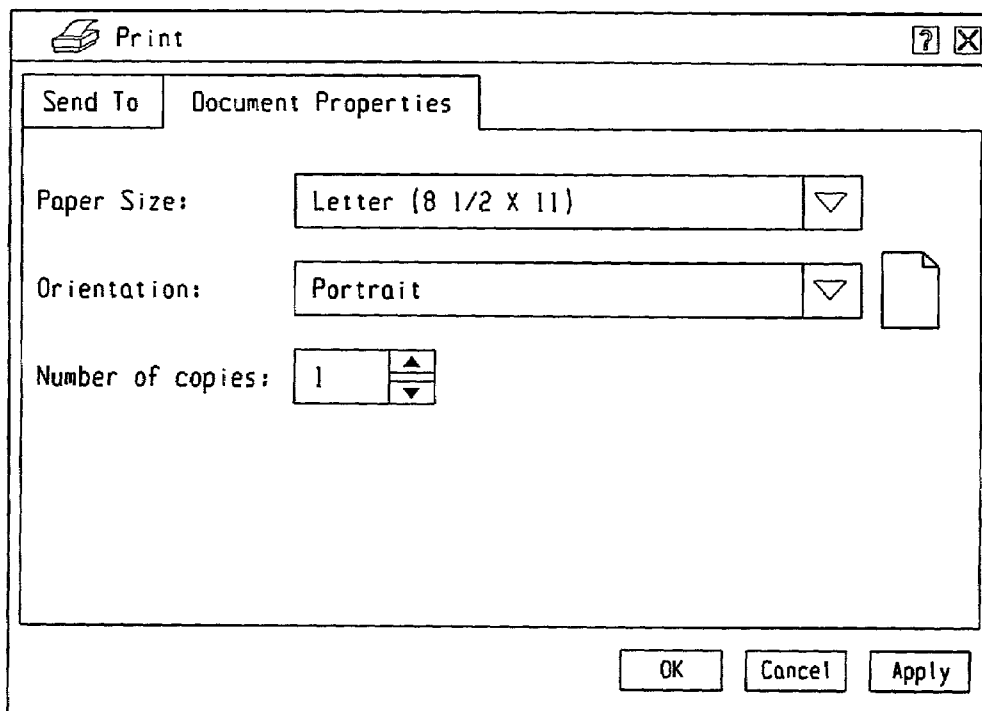 Print ?
Send To Document Properties
Paper Size: Letter (8 1/2 X 11)
Orientation: Portrait
Number of copies: 1
OK Cancel Apply